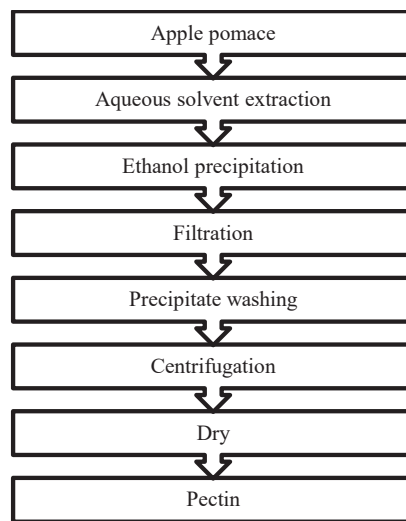 Apple pomace
Aqueous solvent extraction
Ethanol precipitation
Filtration
Precipitate washing
Centrifugation
Dry
Pectin